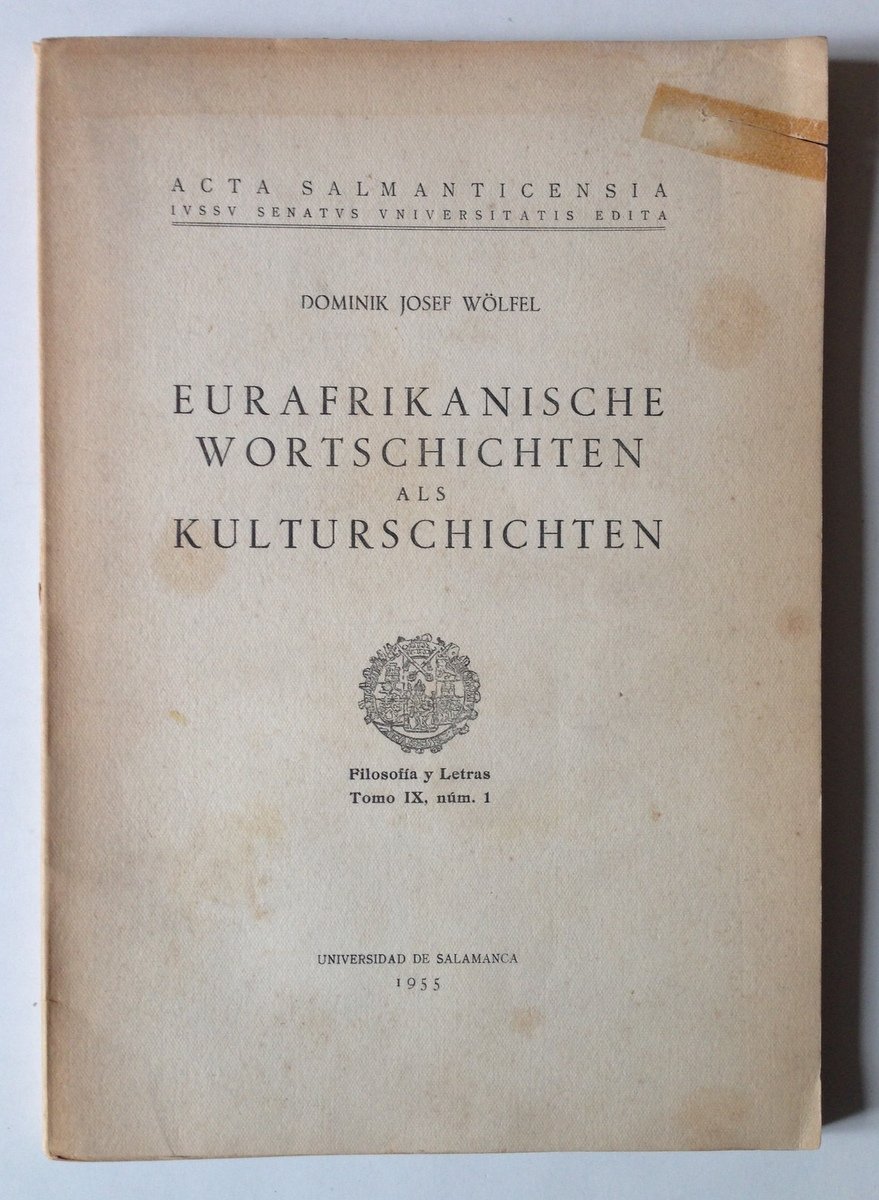 ACTA SALMANTICENSIA
IVSSV SENATVS VNIVERSITATIS EDITA
DOMINIK JOSEF WÖLFEL
EURAFRIKANISCHE
WORTSCHICHTEN
ALS
KULTURSCHICHTEN
Filosofía y Letras
Tomo IX, núm. 1
UNIVERSIDAD DE SALAMANCA
1955